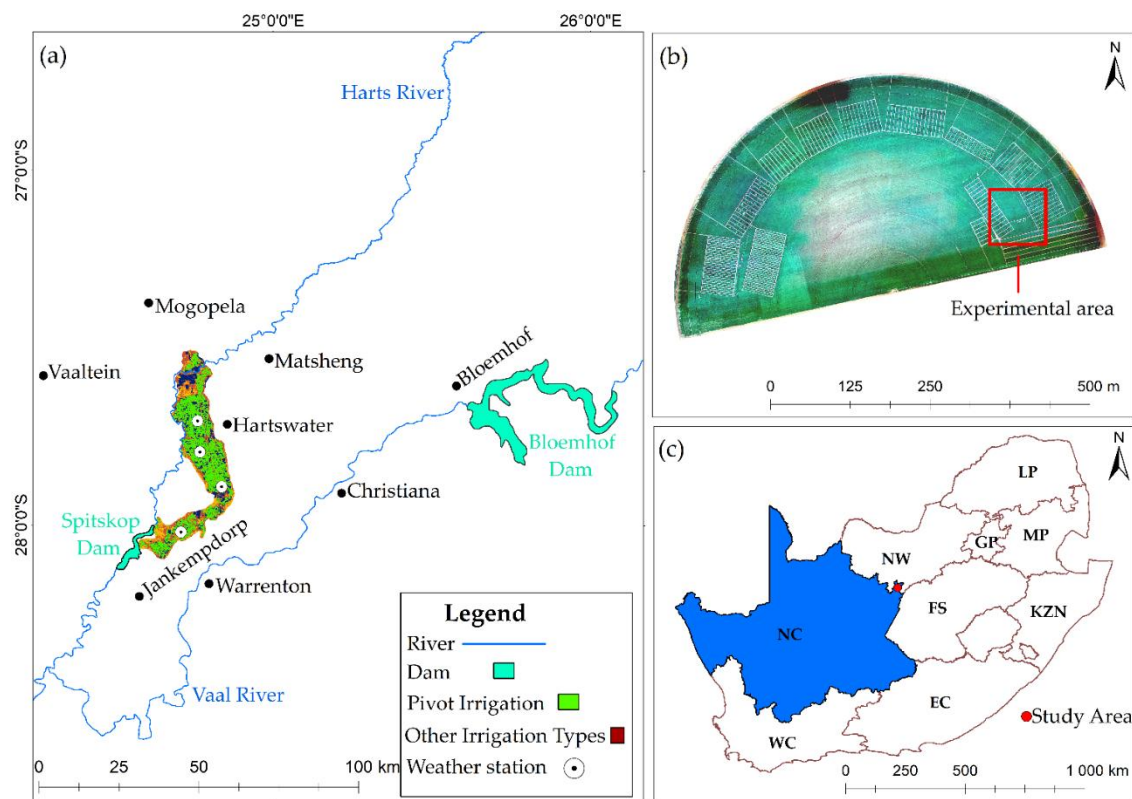 25°0'0"E
26°0'0"E
(a)
Harts River
27°0'0"S
Mogopela
Vaaltein
Matsheng
Bloemhof
Hartswater
Bloemhof
Dam
Christiana
28°0'0"S
Spitskop
Dam
Jankempdorp
Warrenton
Vaal River
Legend
River
Dam
Pivot Irrigation
Other Irrigation Types
Weather station
0 25 50 100 km
(b)
N
Experimental area
0 125 250 500 m
(c)
N
LP
NW
GP
MP
FS
KZN
NC
EC
WC
Study Area
0 250 500 1 000 km